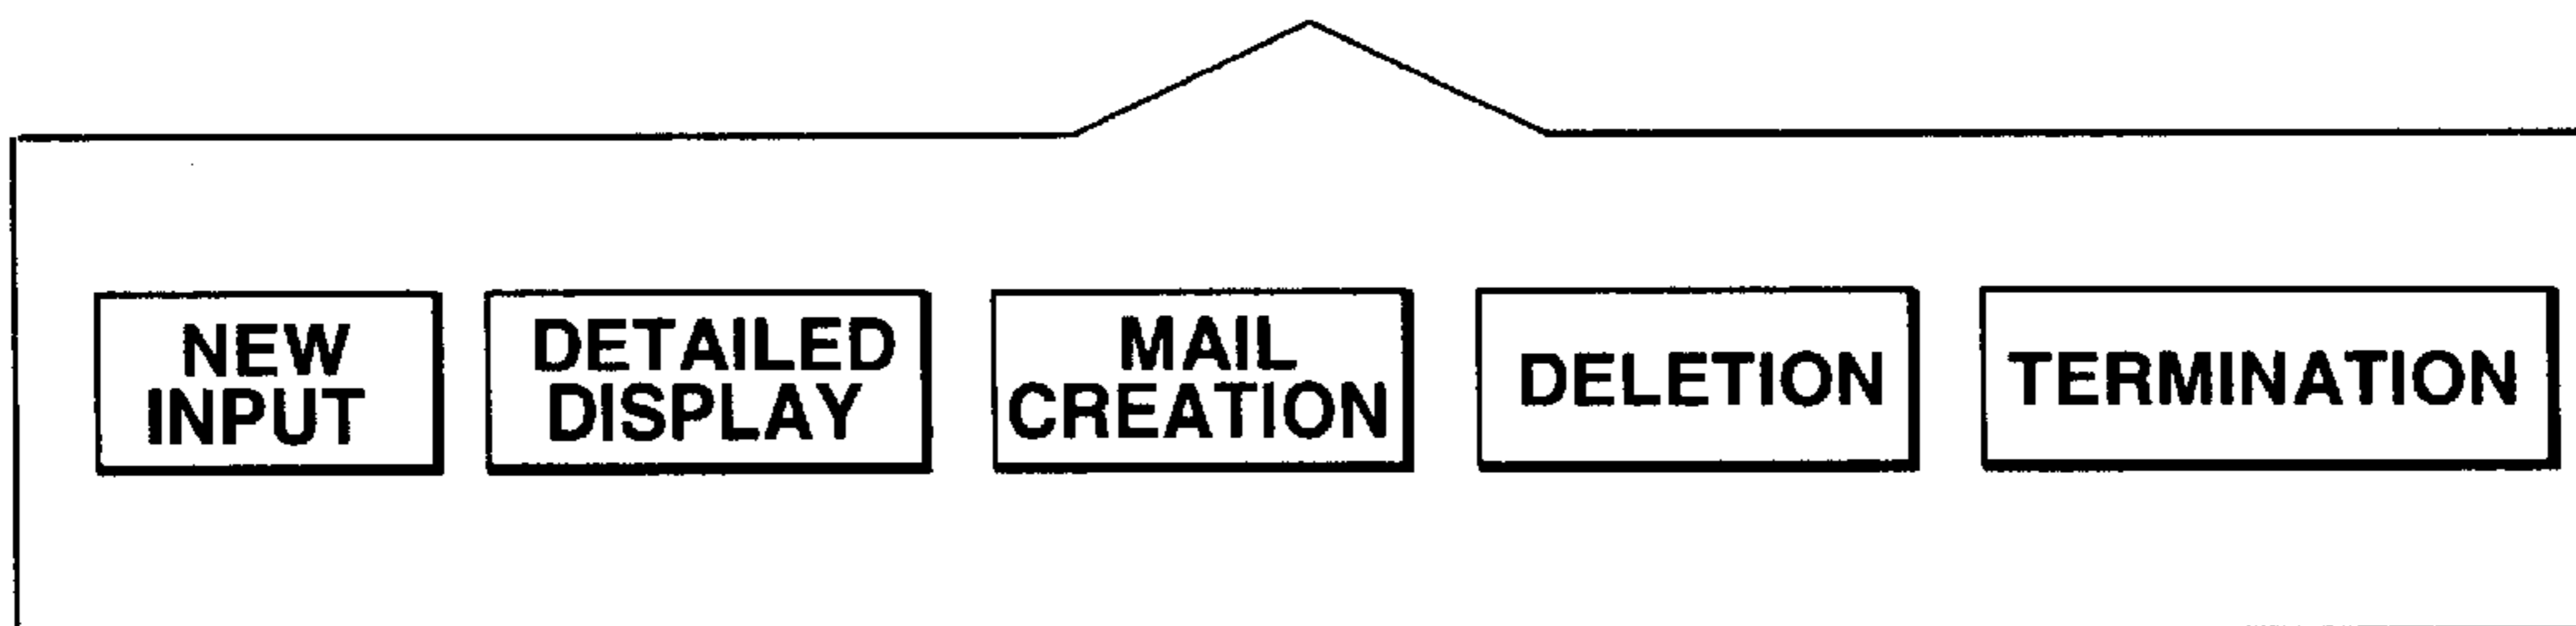 NEW
INPUT
DETAILED
DISPLAY
MAIL
CREATION
DELETION
TERMINATION